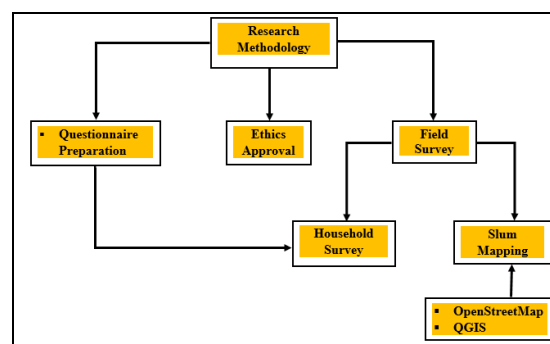 Research
Methodology
▪ Questionnaire
Preparation
Ethics
Approval
Field
Survey
Household
Survey
Slum
Mapping
▪ OpenStreetMap
▪ QGIS